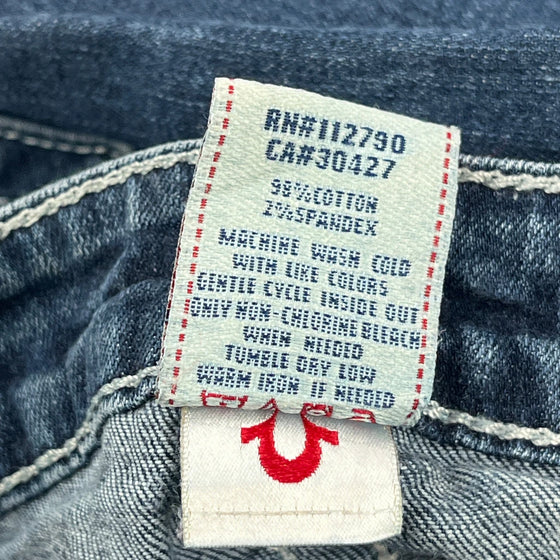 RN#112790
CA#30427
98%COTTON
2%SPANDEX
MACHINE WASH COLD
WITH LIKE COLORS
GENTLE CYCLE INSIDE OUT
ONLY NON-CHLORINE BLEACH
WHEN NEEDED
TUMBLE DRY LOW
WARM IRON IF NEEDED